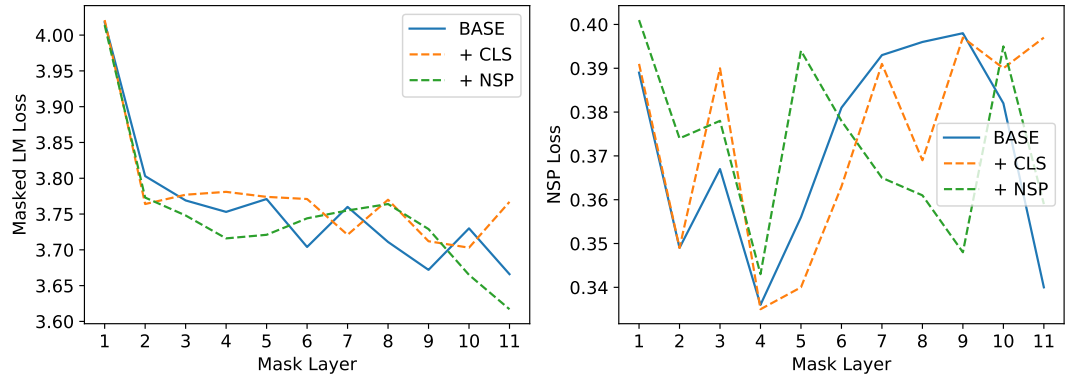 Masked LM Loss
4.00
3.95
3.90
3.85
3.80
3.75
3.70
3.65
3.60
1 2 3 4 5 6 7 8 9 10 11
Mask Layer
BASE
+ CLS
+ NSP
NSP Loss
0.40
0.39
0.38
0.37
0.36
0.35
0.34
1 2 3 4 5 6 7 8 9 10 11
Mask Layer
BASE
+ CLS
+ NSP